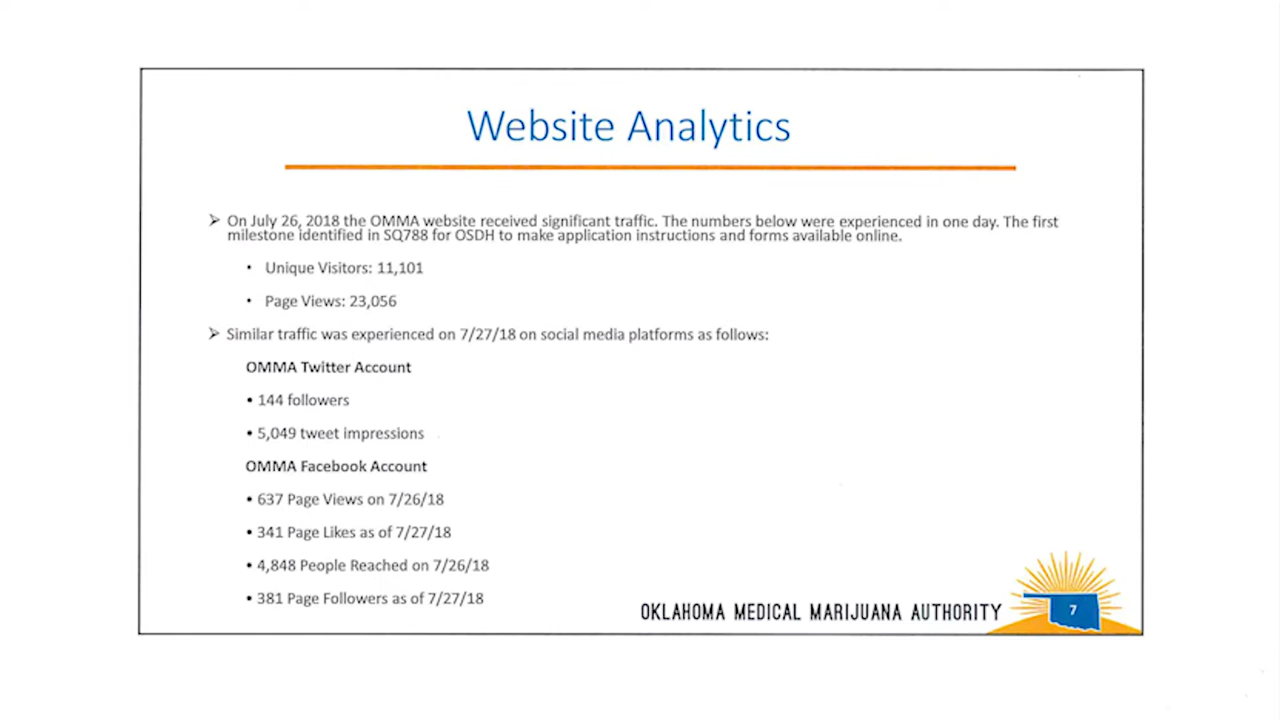 Website Analytics
➢ On July 26, 2018 the OMMA website received significant traffic. The numbers below were experienced in one day. The first
milestone identified in SQ788 for OSDH to make application instructions and forms available online.
• Unique Visitors: 11,101
• Page Views: 23,056
➢ Similar traffic was experienced on 7/27/18 on social media platforms as follows:
OMMA Twitter Account
• 144 followers
• 5,049 tweet impressions
OMMA Facebook Account
• 637 Page Views on 7/26/18
• 341 Page Likes as of 7/27/18
• 4,848 People Reached on 7/26/18
• 381 Page Followers as of 7/27/18
OKLAHOMA MEDICAL MARIJUANA AUTHORITY
7